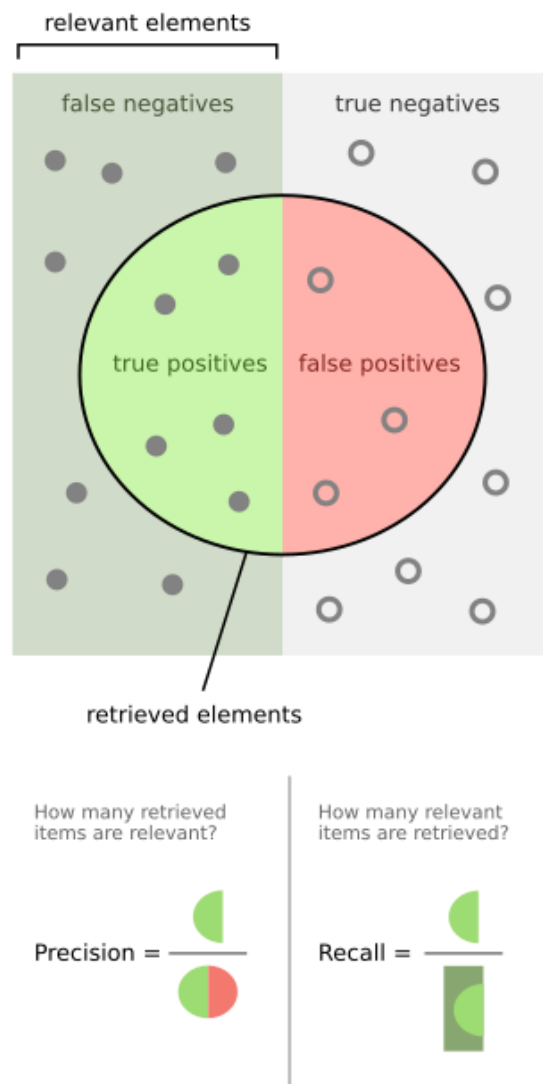 relevant elements
false negatives
true negatives
true positives
false positives
retrieved elements
How many retrieved
items are relevant?
How many relevant
items are retrieved?
Precision =
Recall =